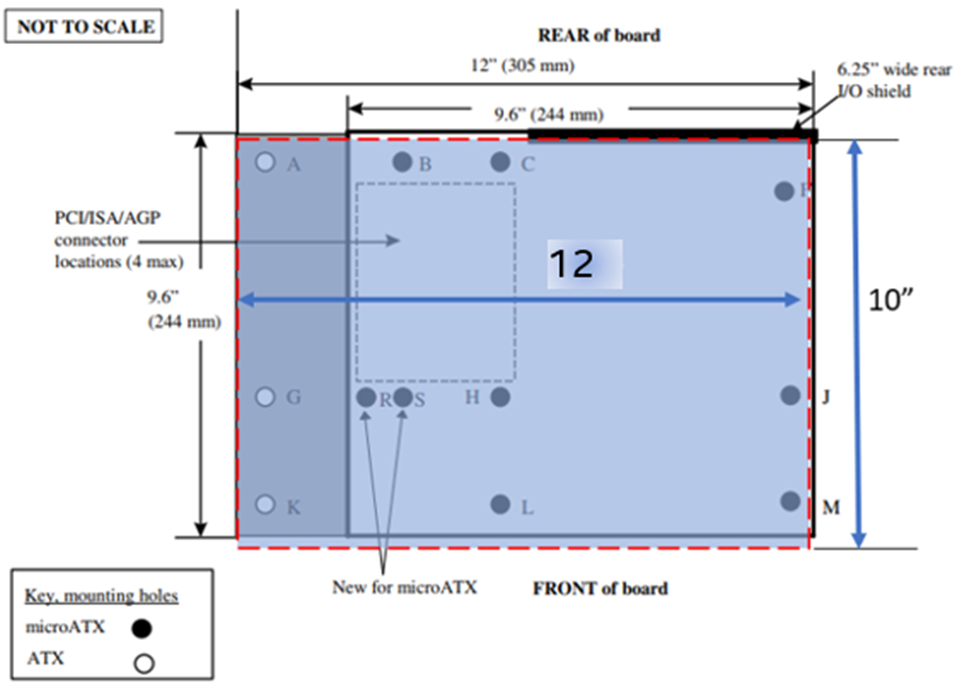 NOT TO SCALE
REAR of board
12” (305 mm)
6.25” wide rear
I/O shield
9.6” (244 mm)
A
B
C
PCI/ISA/AGP
connector
locations (4 max)
12
9.6”
(244 mm)
10”
G
R
S
H
J
K
L
M
New for microATX
FRONT of board
Key, mounting holes
microATX
ATX